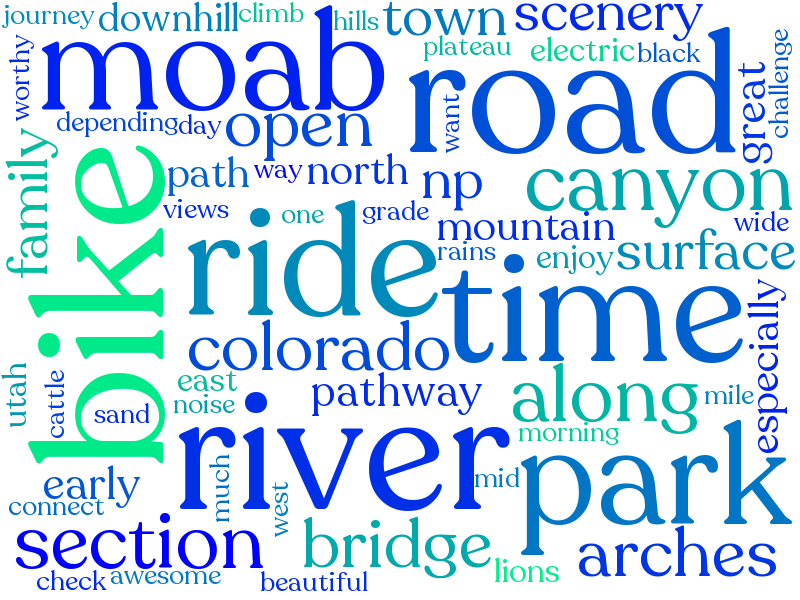 journey
downhill
climb
hills
town
scenery
worthy
moab
plateau
electric
black
challenge
road
great
want
depending
day
open
family
bike
path
way
north
np
canyon
views
one
grade
mountain
wide
rains
enjoy
surface
ride
time
colorado
especially
utah
cattle
east
noise
sand
pathway
along
mile
river
morning
park
early
much
west
mid
connect
section
bridge
arches
lions
check
awesome
beautiful